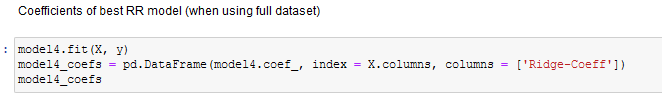 Coefficients of best RR model (when using full dataset)
: model4.fit(X, y)
model4_coefs = pd.DataFrame(model4.coef_, index = X.columns, columns = ['Ridge-Coeff'])
model4_coefs